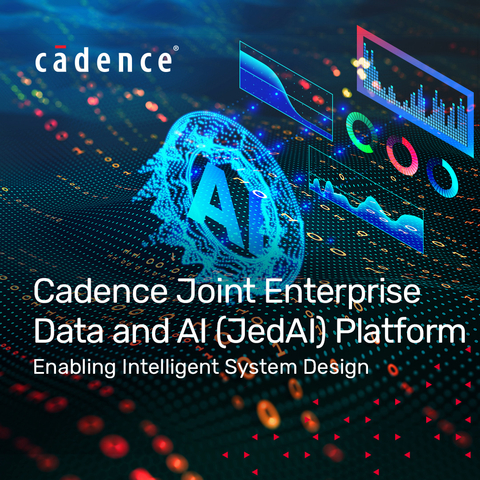 cādence®
AI
Cadence Joint Enterprise
Data and AI (JedAI) Platform
Enabling Intelligent System Design